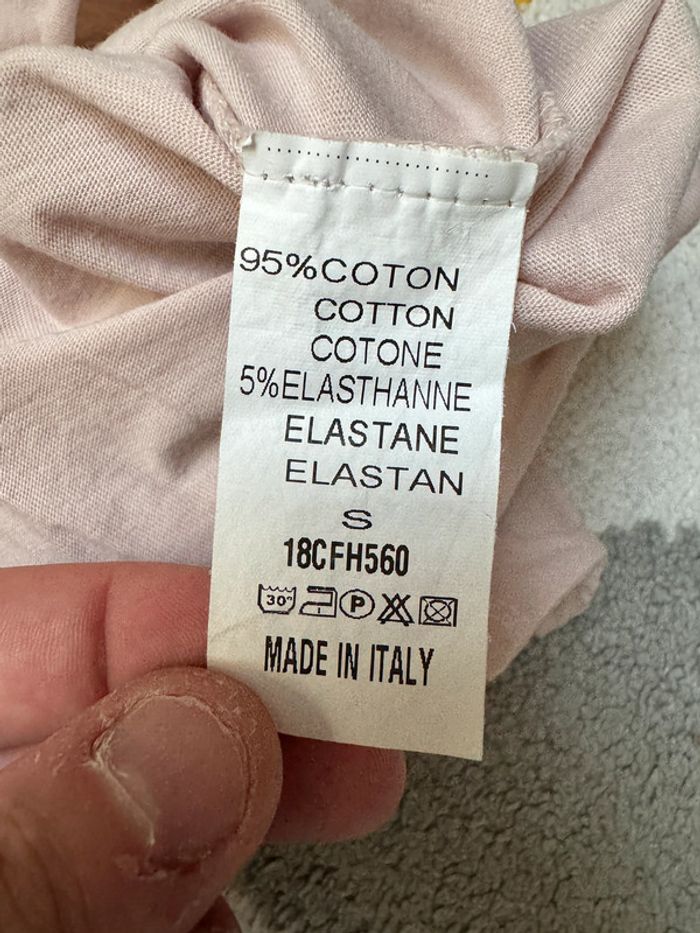 95%COTON
COTTON
COTONE
5%ELASTHANNE
ELASTANE
ELASTAN
S
18CFH560
30° P
MADE IN ITALY